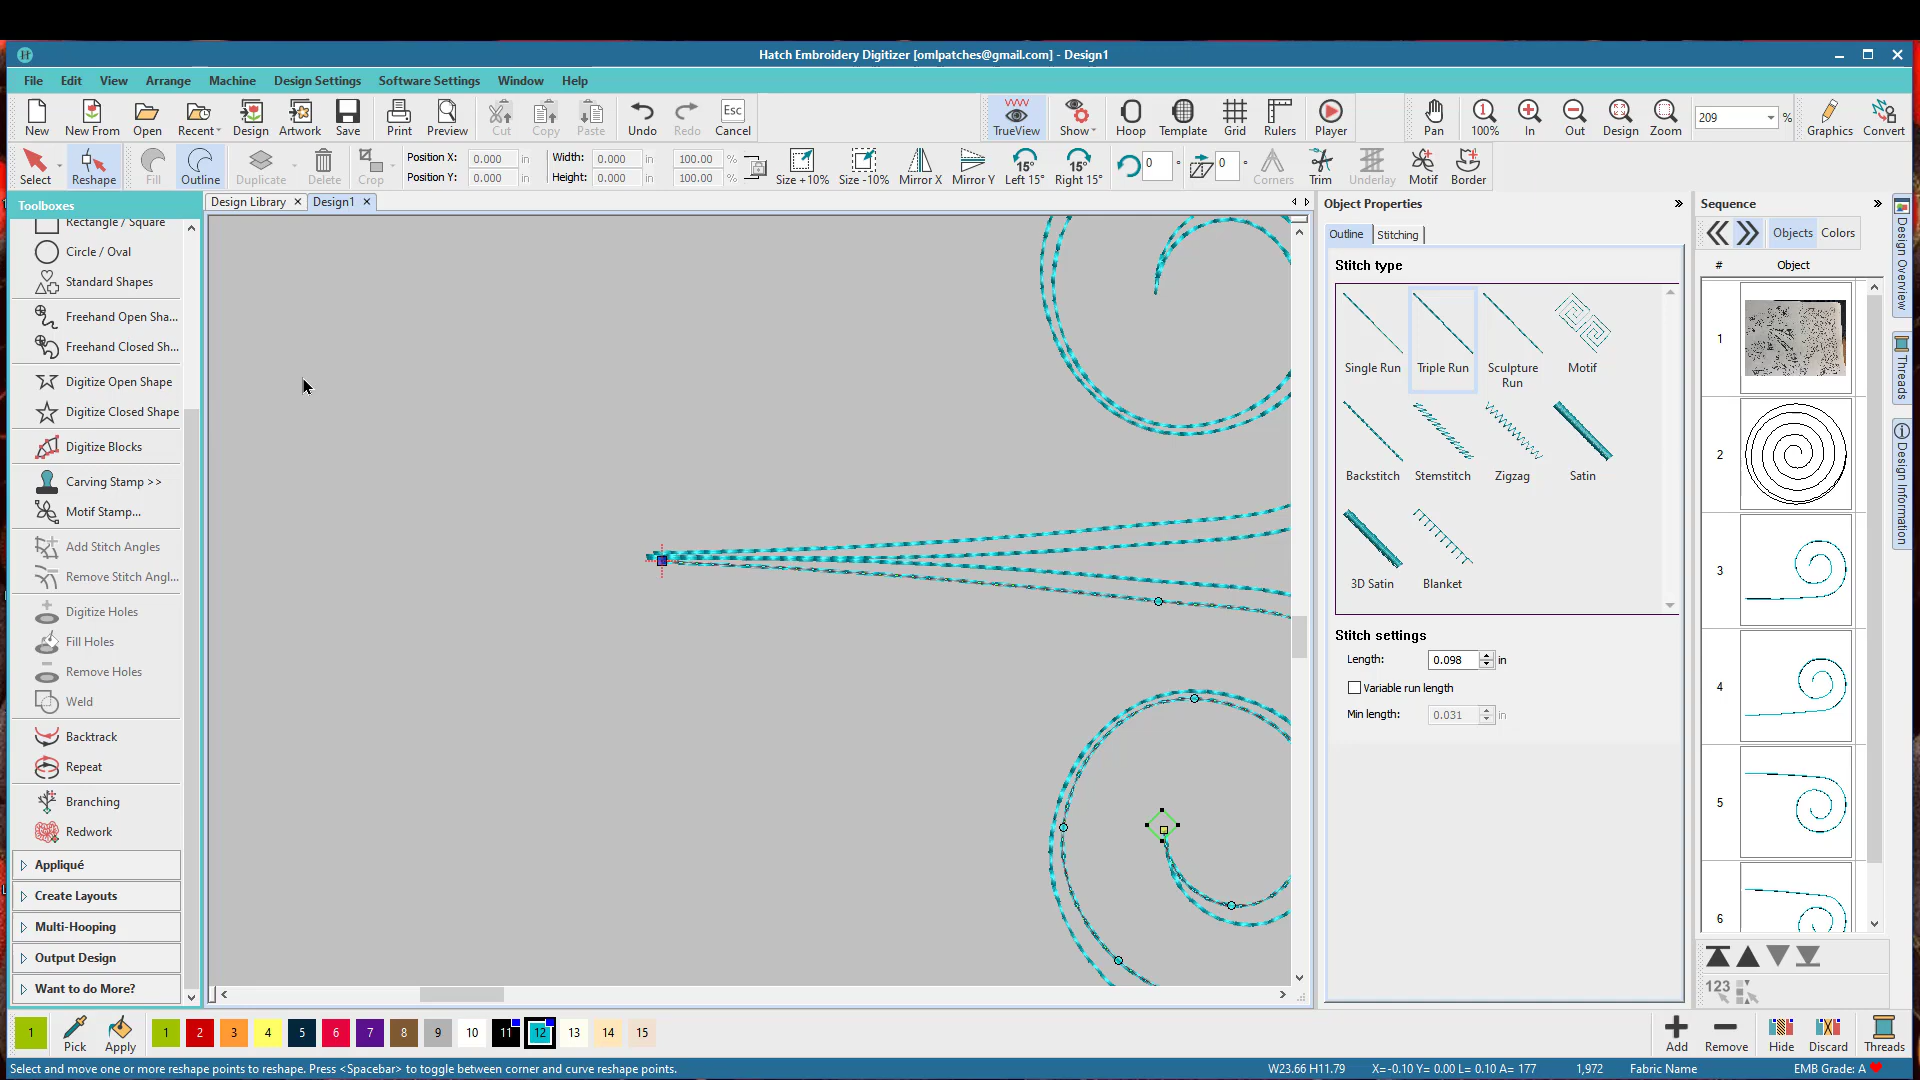 Hatch Embroidery Digitizer [omlpatches@gmail.com] - Design1
File Edit View Arrange Machine Design Settings Software Settings Window Help
New New From Open Recent Design Artwork Save Print Preview Cut Copy Paste Undo Redo Esc Cancel TrueView Show Hoop Template Grid Rulers Player Pan 1 100% In Out Design Zoom 209 % Graphics Convert
Select Reshape Fill Outline Duplicate Delete Crop
Position X: 0.000 in Width: 0.000 in 100.00 %
Position Y: 0.000 in Height: 0.000 in 100.00 %
Size +10% Size -10% Mirror X Mirror Y 15° Left 15° 15° Right 15° 0 ° 0 ° Corners Trim Underlay Motif Border
Toolboxes
Design Library × Design1 ×
Rectangle / Square
Circle / Oval
Standard Shapes
Freehand Open Sha...
Freehand Closed Sh...
Digitize Open Shape
Digitize Closed Shape
Digitize Blocks
Carving Stamp >>
Motif Stamp...
Add Stitch Angles
Remove Stitch Angl...
Digitize Holes
Fill Holes
Remove Holes
Weld
Backtrack
Repeat
Branching
Redwork
Appliqué
Create Layouts
Multi-Hooping
Output Design
Want to do More?
Object Properties »
Outline Stitching
Stitch type
Single Run Triple Run Sculpture Run Motif
Backstitch Stemstitch Zigzag Satin
3D Satin Blanket
Stitch settings
Length: 0.098 in
Variable run length
Min length: 0.031 in
Sequence »
Objects Colors
# Object
1
2
3
4
5
6
123
Design Overview
Threads
Design Information
1 Pick Apply 1 2 3 4 5 6 7 8 9 10 11 12 13 14 15 Add Remove Hide Discard Threads
Select and move one or more reshape points to reshape. Press <Spacebar> to toggle between corner and curve reshape points. W23.66 H11.79 X= -0.10 Y= 0.00 L= 0.10 A= 177 1,972 Fabric Name EMB Grade: A